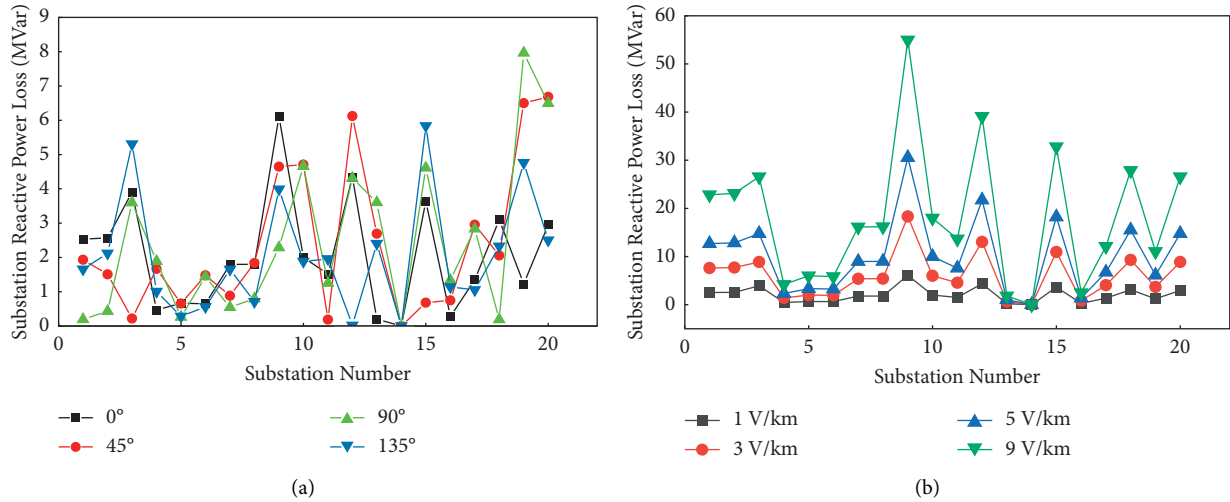 Substation Reactive Power Loss (MVar)
9
8
7
6
5
4
3
2
1
0
0 5 10 15 20
Substation Number
0° 90°
45° 135°
(a)
Substation Reactive Power Loss (MVar)
60
50
40
30
20
10
0
0 5 10 15 20
Substation Number
1 V/km 5 V/km
3 V/km 9 V/km
(b)